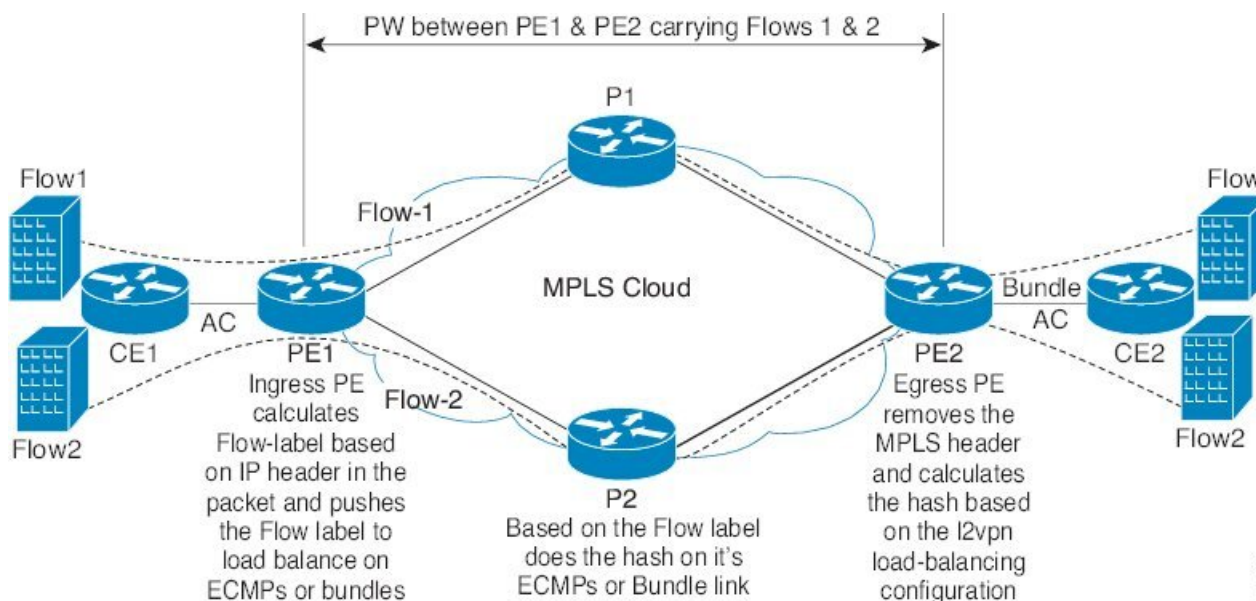 PW between PE1 & PE2 carrying Flows 1 & 2
P1
Flow1
Flow-1
MPLS Cloud
AC
CE1
PE1
Ingress PE
calculates
Flow-label based
on IP header in the
packet and pushes
the Flow label to
load balance on
ECMPs or bundles
Flow2
Flow-2
P2
Based on the Flow label
does the hash on it's
ECMPs or Bundle link
Flow
Bundle
AC
PE2
Egress PE
removes the
MPLS header
and calculates
the hash based
on the l2vpn
load-balancing
configuration
CE2
Flow2